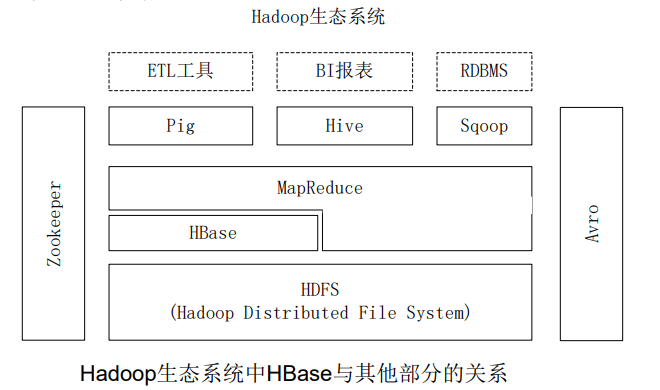 Hadoop生态系统
ETL工具
BI报表
RDBMS
Pig
Hive
Sqoop
Zookeeper
MapReduce
HBase
Avro
HDFS
(Hadoop Distributed File System)
Hadoop生态系统中HBase与其他部分的关系